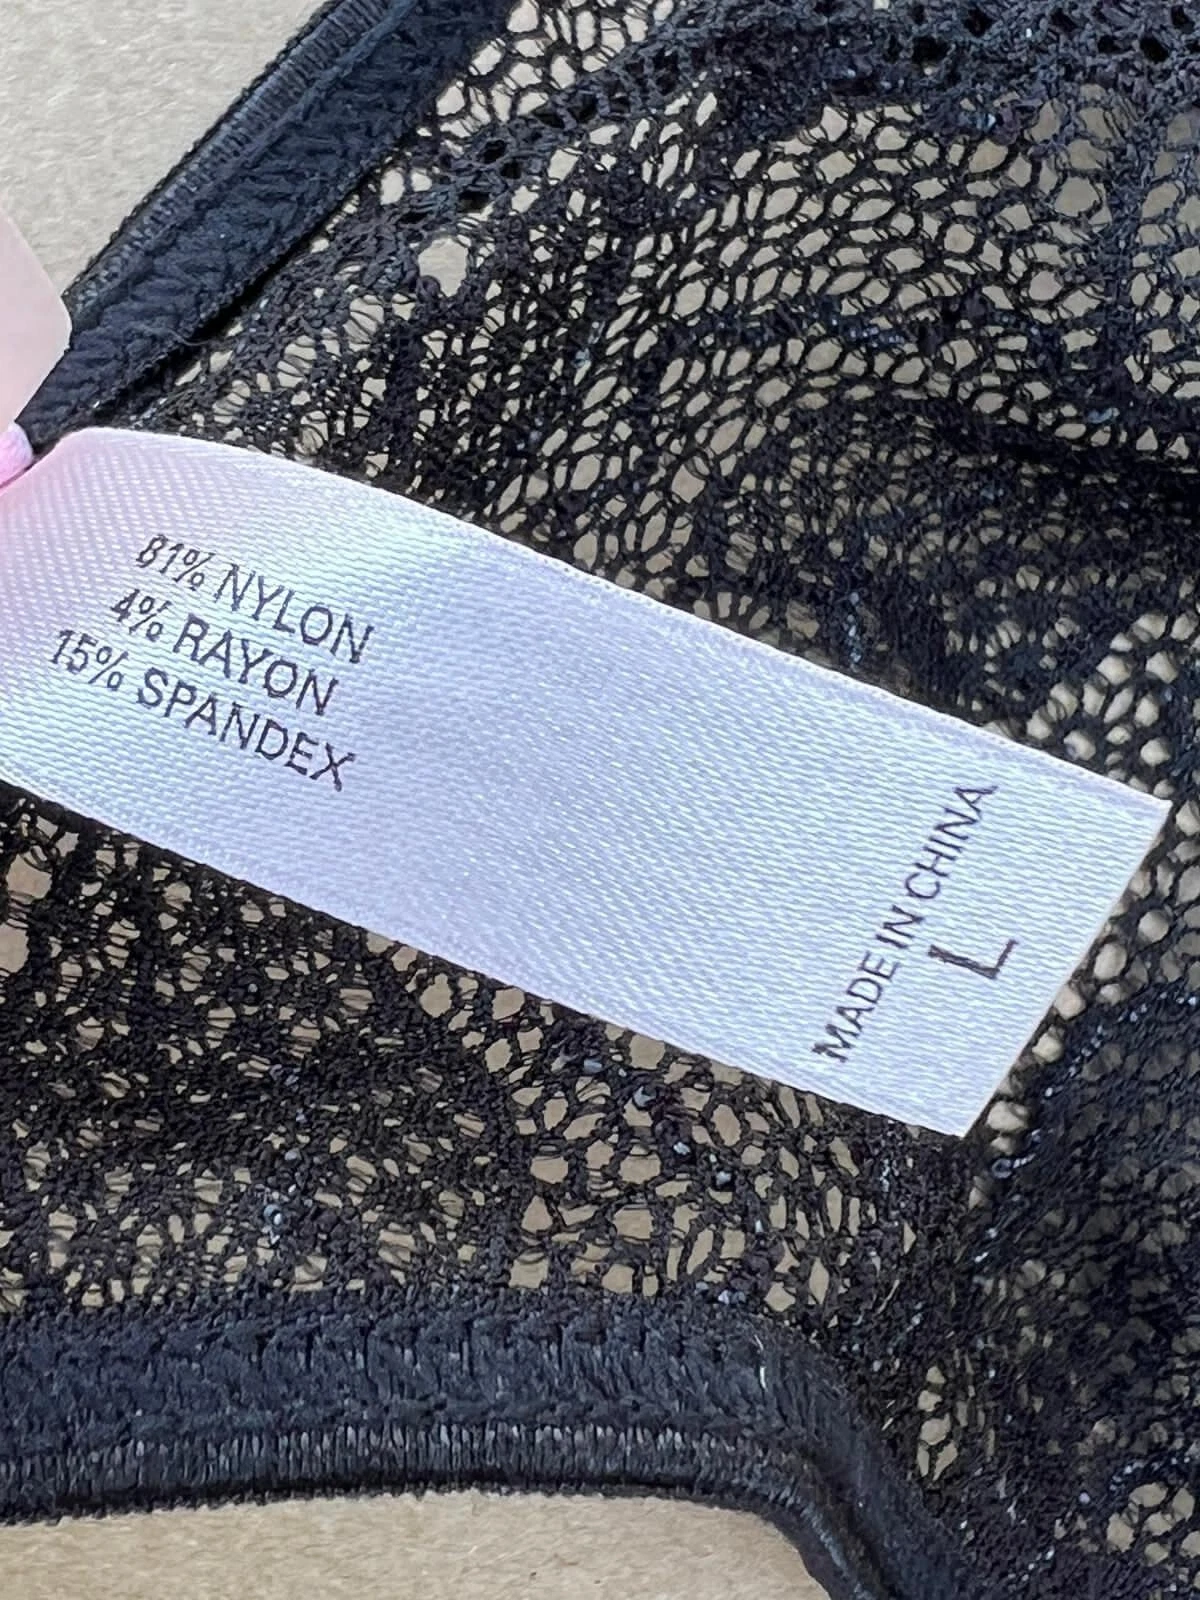 81% NYLON
4% RAYON
15% SPANDEX
MADE IN CHINA
L